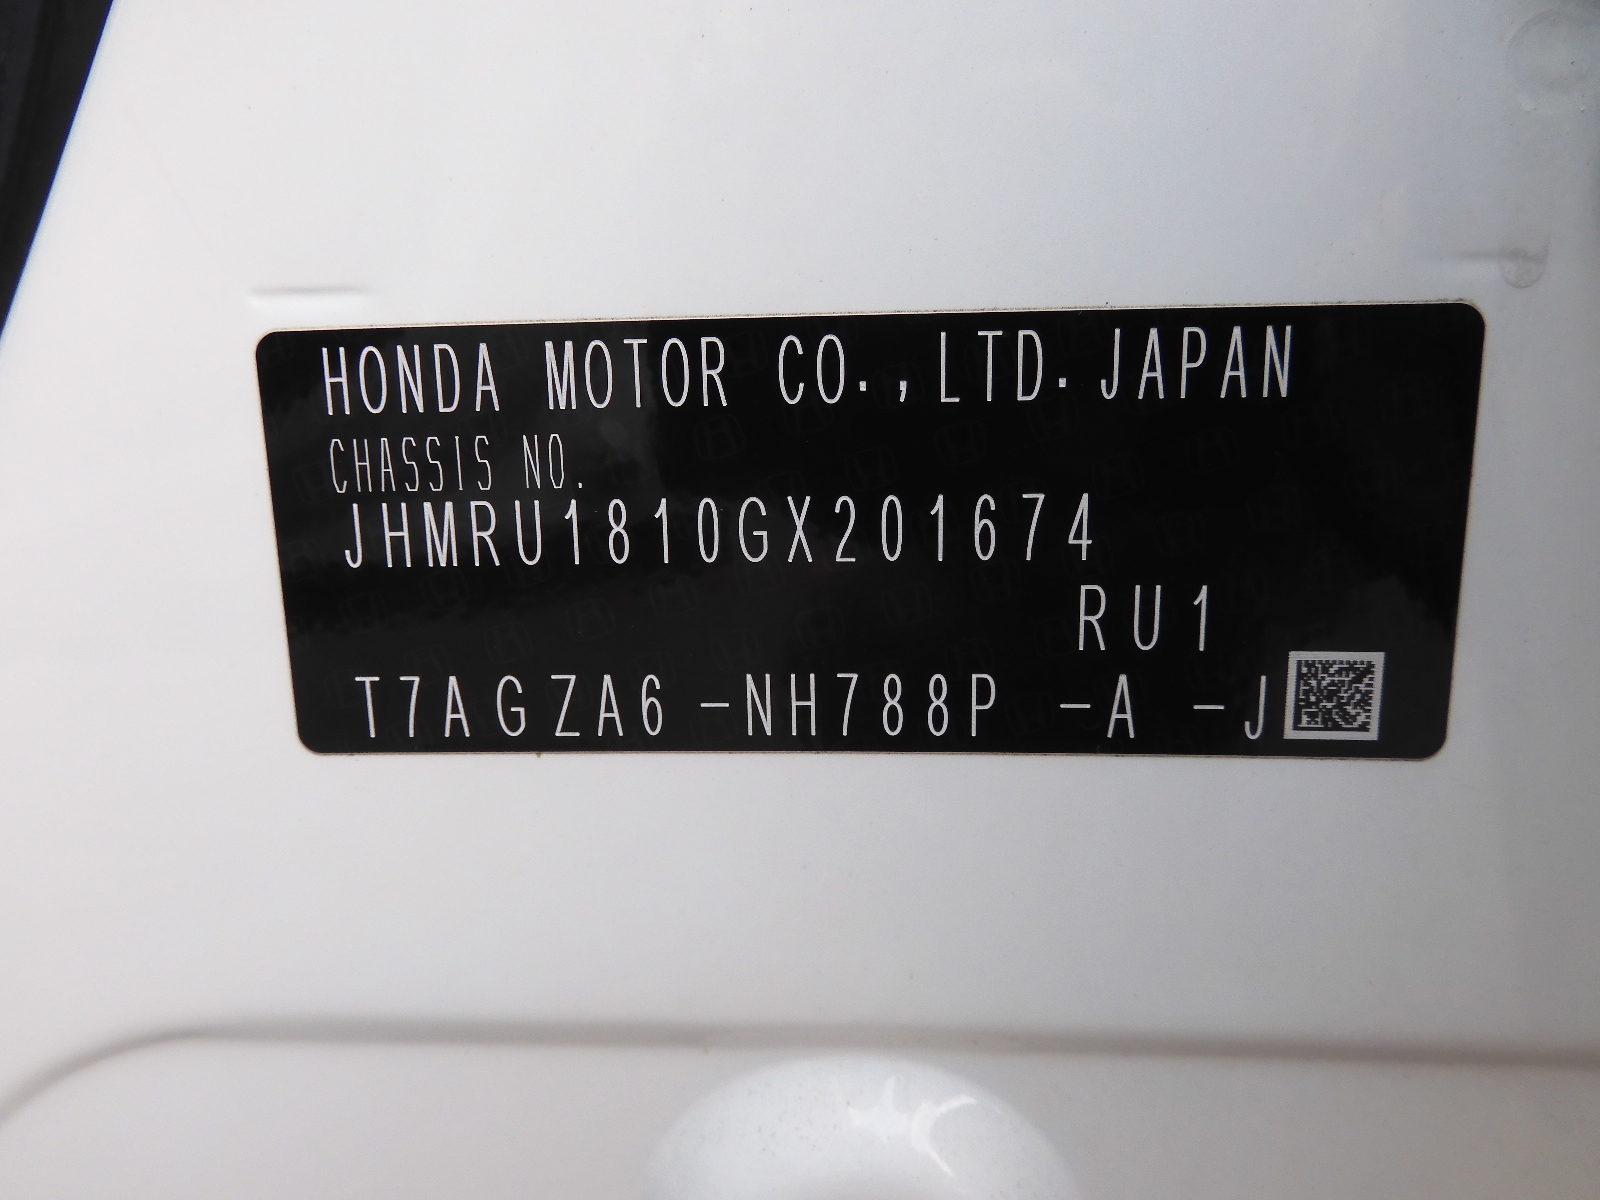 HONDA MOTOR CO.,LTD.JAPAN
CHASSIS NO.
JHMRU1810GX201674
RU1
T7AGZA6 -NH788P -A -J